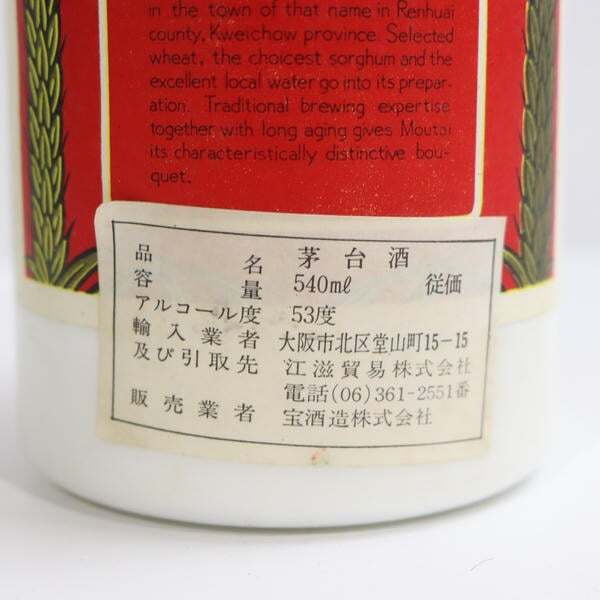 in the town of that name in Renhuai
county, Kweichow province. Selected
wheat, the choicest sorghum and the
excellent local water go into its prepar-
ation. Traditional brewing expertise
together with long aging gives Moutai
its characteristically distinctive bou-
quet.
品名 茅台酒
容量 540mℓ 従価
アルコール度 53度
輸入業者 大阪市北区堂山町15-15
及び引取先 江滋貿易株式会社
電話(06)361-2551番
販売業者 宝酒造株式会社